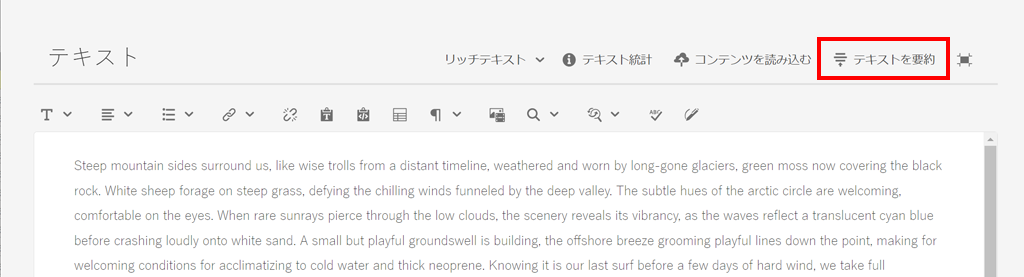 テキスト
リッチテキスト テキスト統計 コンテンツを読み込む テキストを要約
T T ABC
Steep mountain sides surround us, like wise trolls from a distant timeline, weathered and worn by long-gone glaciers, green moss now covering the black
rock. White sheep forage on steep grass, defying the chilling winds funneled by the deep valley. The subtle hues of the arctic circle are welcoming,
comfortable on the eyes. When rare sunrays pierce through the low clouds, the scenery reveals its vibrancy, as the waves reflect a translucent cyan blue
before crashing loudly onto white sand. A small but playful groundswell is building, the offshore breeze grooming playful lines down the point, making for
welcoming conditions for acclimatizing to cold water and thick neoprene. Knowing it is our last surf before a few days of hard wind, we take full